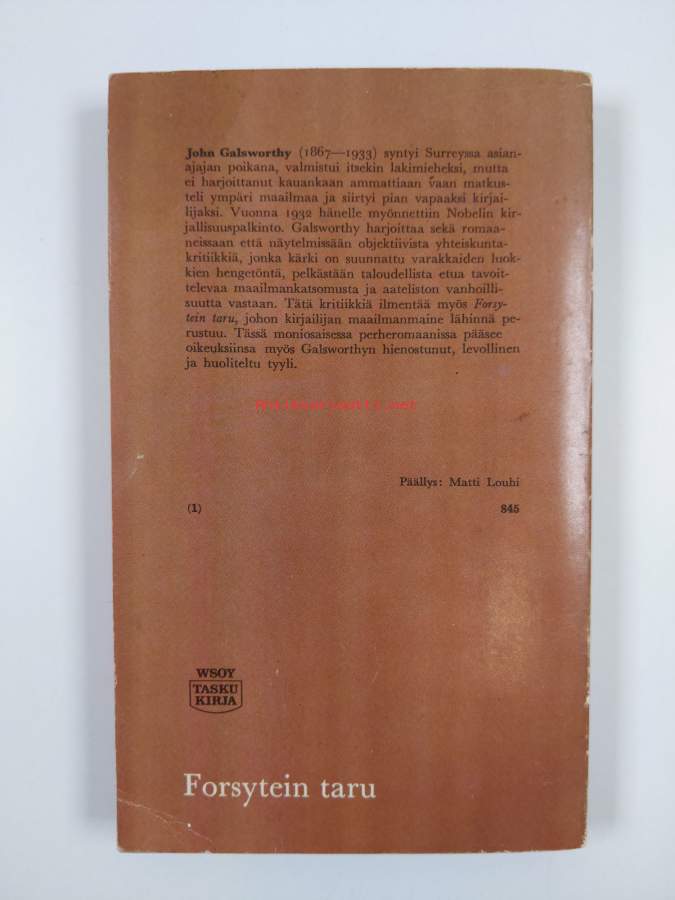 John Galsworthy (1867—1933) syntyi Surreyssa asian-
ajajan poikana, valmistui itsekin lakimieheksi, mutta
ei harjoittanut kauankaan ammattiaan vaan matkus-
teli ympäri maailmaa ja siirtyi pian vapaaksi kirjai-
lijaksi. Vuonna 1932 hänelle myönnettiin Nobelin kir-
jallisuuspalkinto. Galsworthy harjoittaa sekä romaa-
neissaan että näytelmissään objektiivista yhteiskunta-
kritiikkiä, jonka kärki on suunnattu varakkaiden luok-
kien hengetöntä, pelkästään taloudellista etua tavoit-
televaa maailmankatsomusta ja aateliston vanhoilli-
suutta vastaan. Tätä kritiikkiä ilmentää myös Forsy-
tein taru, johon kirjailijan maailmanmaine lähinnä pe-
rustuu. Tässä moniosaisessa perheromaanissa pääsee
oikeuksiinsa myös Galsworthyn hienostunut, levollinen
ja huoliteltu tyyli.
Päällys: Matti Louhi
(1) 845
WSOY
TASKU
KIRJA
Forsytein taru